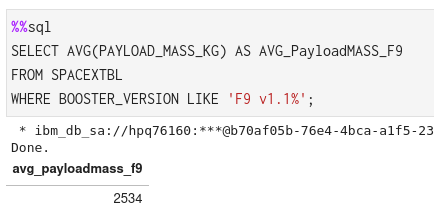 %%sql
SELECT AVG(PAYLOAD_MASS_KG) AS AVG_PayloadMASS_F9
FROM SPACEXTBL
WHERE BOOSTER_VERSION LIKE 'F9 v1.1%';
* ibm_db_sa://hpq76160:***@b70af05b-76e4-4bca-a1f5-23
Done.
avg_payloadmass_f9
2534